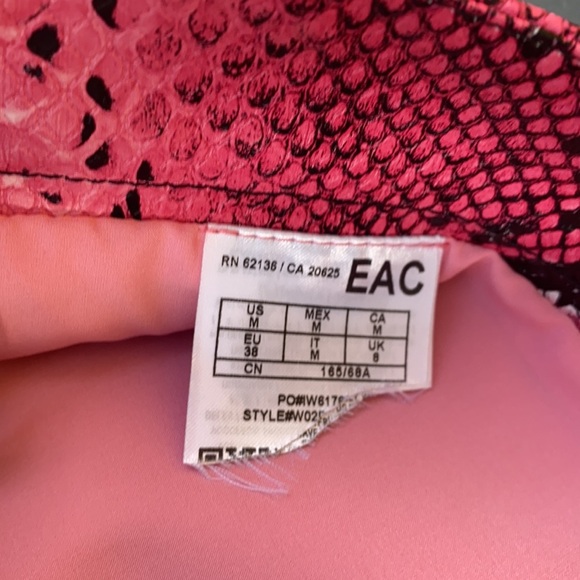 RN 62136 / CA 20625 EAC
US MEX CA
M M M
EU IT UK
38 M 8
CN 165/68A